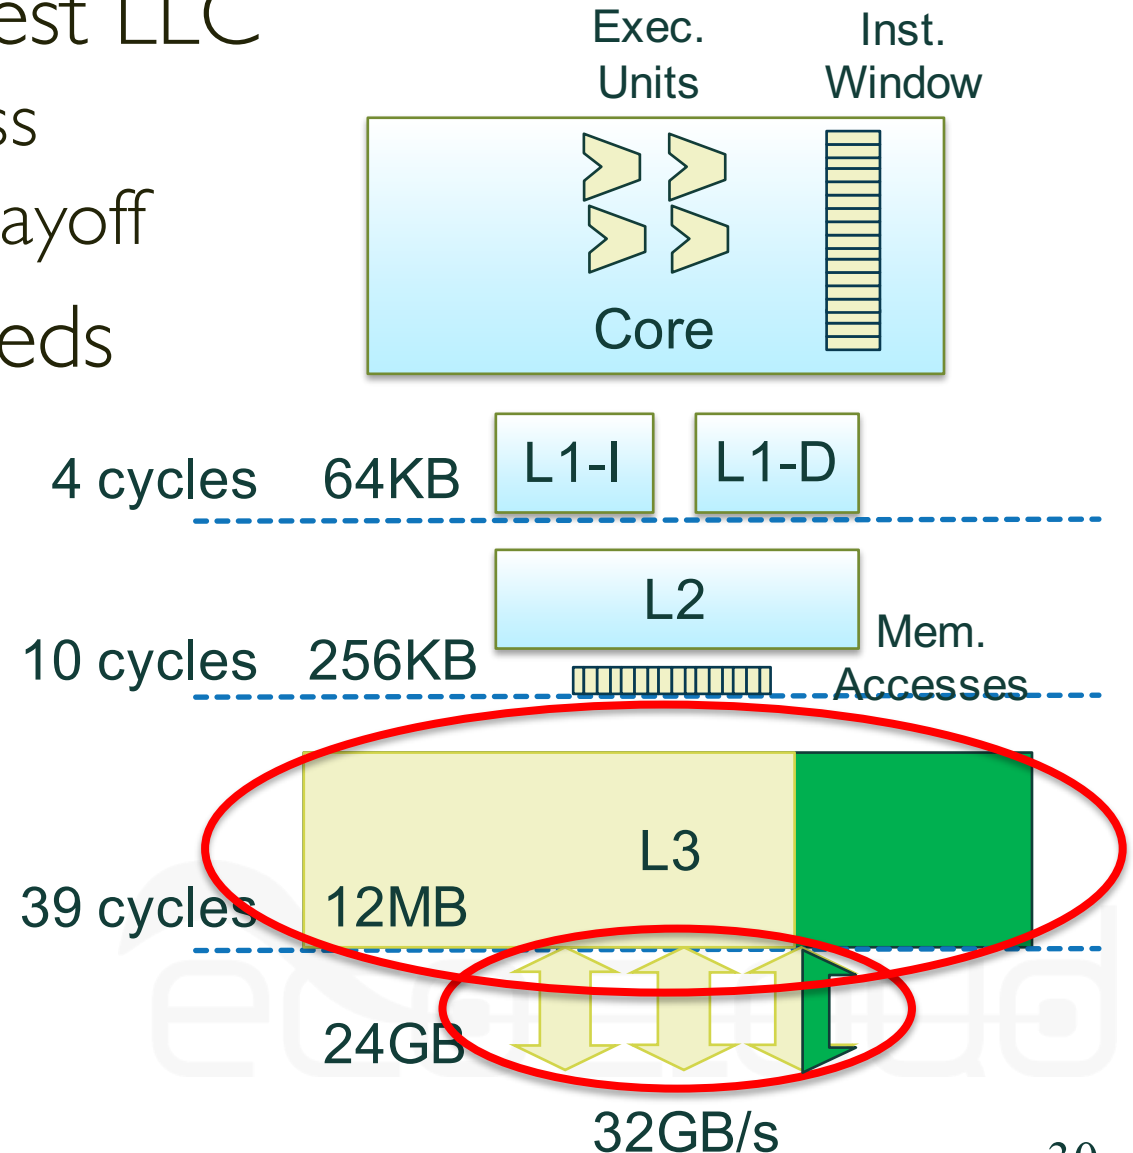 est LLC
ss
ayoff
eds
Exec.
Units
Inst.
Window
Core
L1-I
L1-D
4 cycles 64KB
L2
10 cycles 256KB
Mem.
Accesses
L3
39 cycles 12MB
24GB
32GB/s